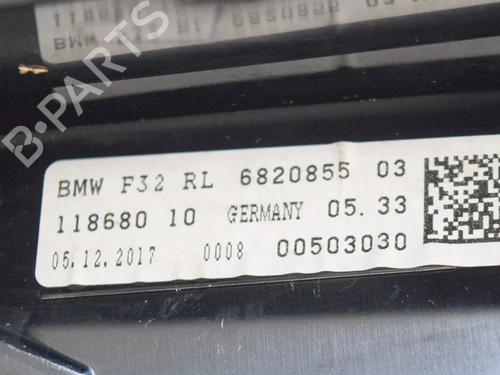 BMW F32 RL 6820855 03
118680 10 GERMANY 05.33
05.12.2017 0008 00503030
B-PARTS